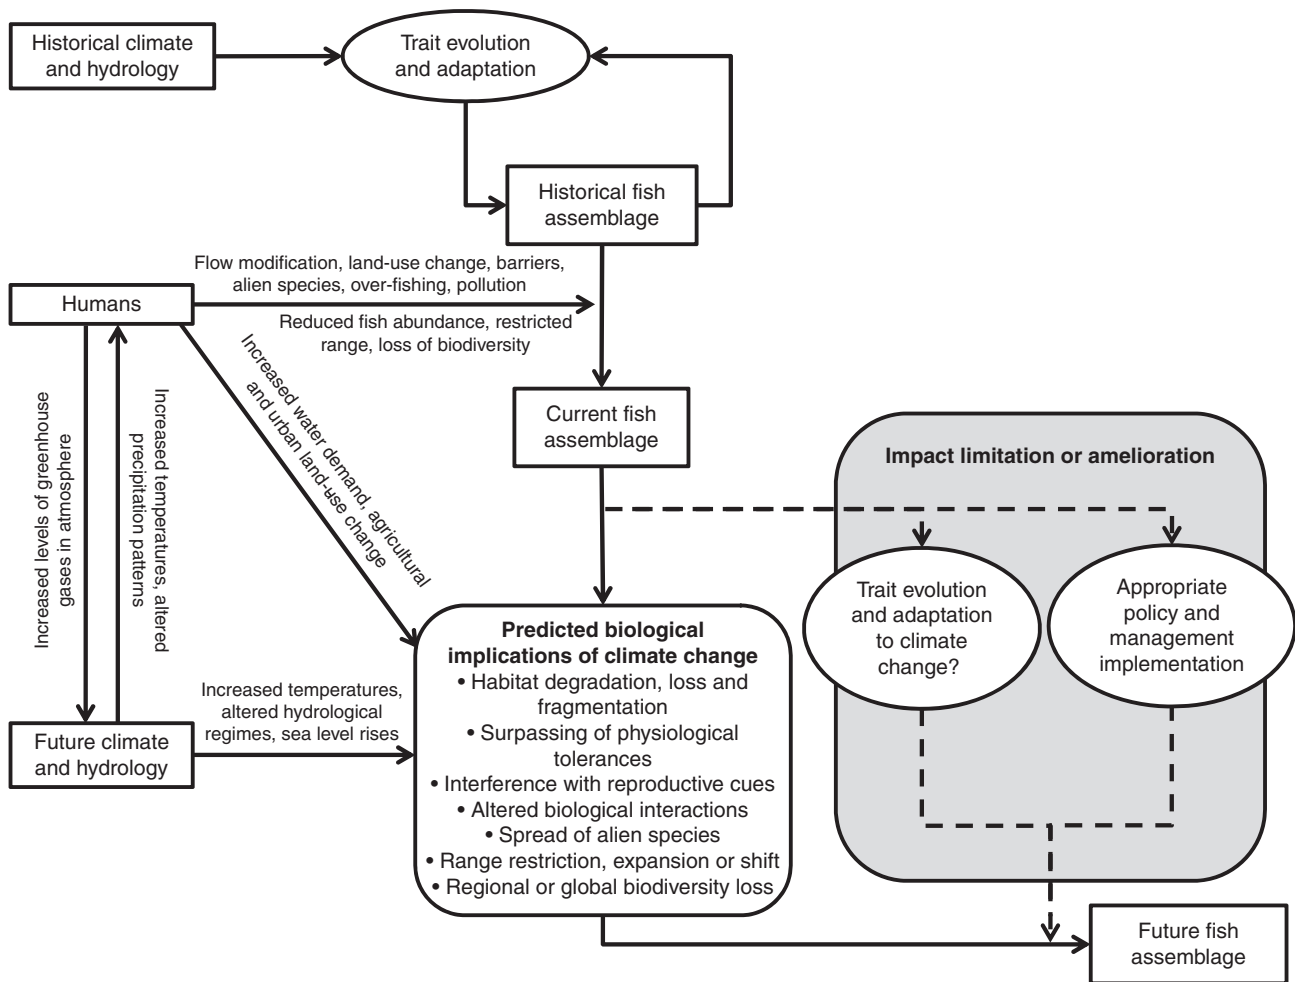 Historical climate
and hydrology
Trait evolution
and adaptation
Historical fish
assemblage
Flow modification, land-use change, barriers,
alien species, over-fishing, pollution
Humans
Reduced fish abundance, restricted
range, loss of biodiversity
Increased water demand, agricultural
and urban land-use change
Increased levels of greenhouse
gases in atmosphere
Increased temperatures, altered
precipitation patterns
Current fish
assemblage
Impact limitation or amelioration
Trait evolution
and adaptation
to climate
change?
Appropriate
policy and
management
implementation
Predicted biological
implications of climate change
• Habitat degradation, loss and
fragmentation
• Surpassing of physiological
tolerances
• Interference with reproductive cues
• Altered biological interactions
• Spread of alien species
• Range restriction, expansion or shift
• Regional or global biodiversity loss
Increased temperatures,
altered hydrological
regimes, sea level rises
Future climate
and hydrology
Future fish
assemblage